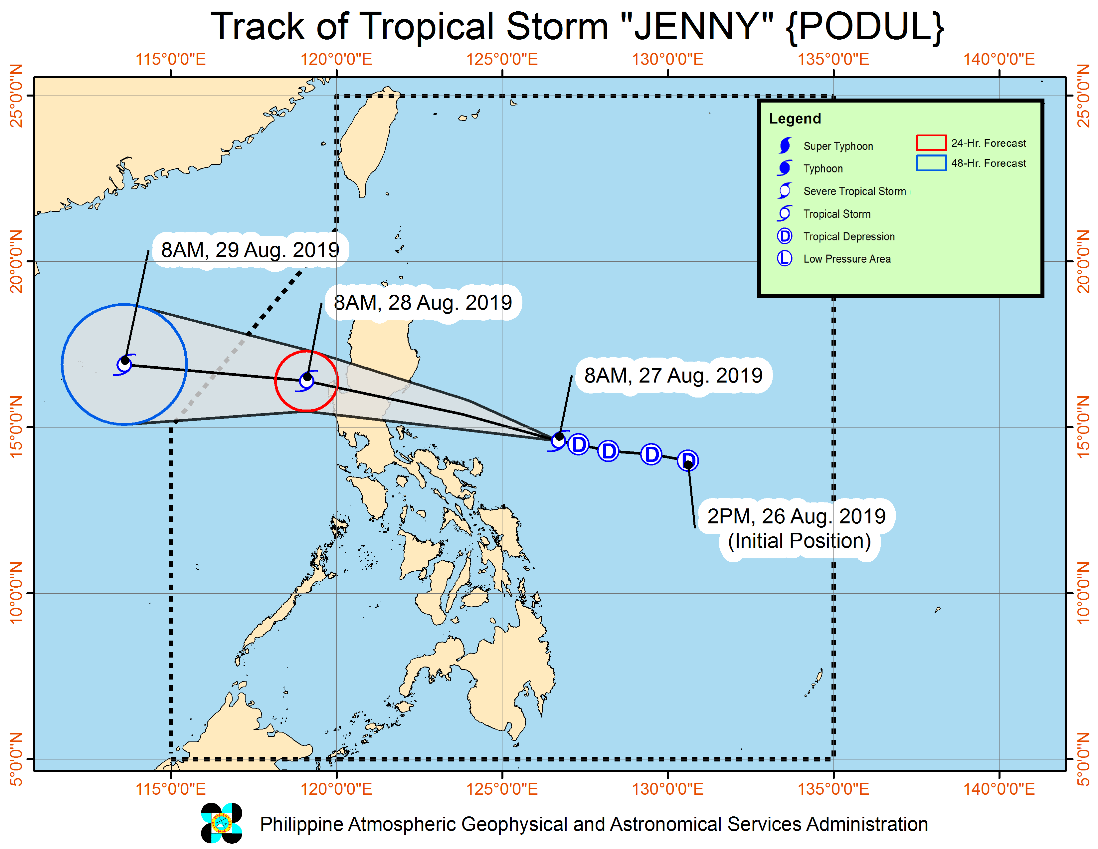 Track of Tropical Storm "JENNY" {PODUL}
115°0'0"E 120°0'0"E 125°0'0"E 130°0'0"E 135°0'0"E 140°0'0"E
25°0'0"N 25°0'0"N
Legend
Super Typhoon
Typhoon
Severe Tropical Storm
Tropical Storm
D Tropical Depression
L Low Pressure Area
24-Hr. Forecast
48-Hr. Forecast
8AM, 29 Aug. 2019
20°0'0"N 20°0'0"N
8AM, 28 Aug. 2019
8AM, 27 Aug. 2019
15°0'0"N 15°0'0"N
D D D D
2PM, 26 Aug. 2019
(Initial Position)
10°0'0"N 10°0'0"N
5°0'0"N 5°0'0"N
115°0'0"E 120°0'0"E 125°0'0"E 130°0'0"E 135°0'0"E 140°0'0"E
Philippine Atmospheric Geophysical and Astronomical Services Administration